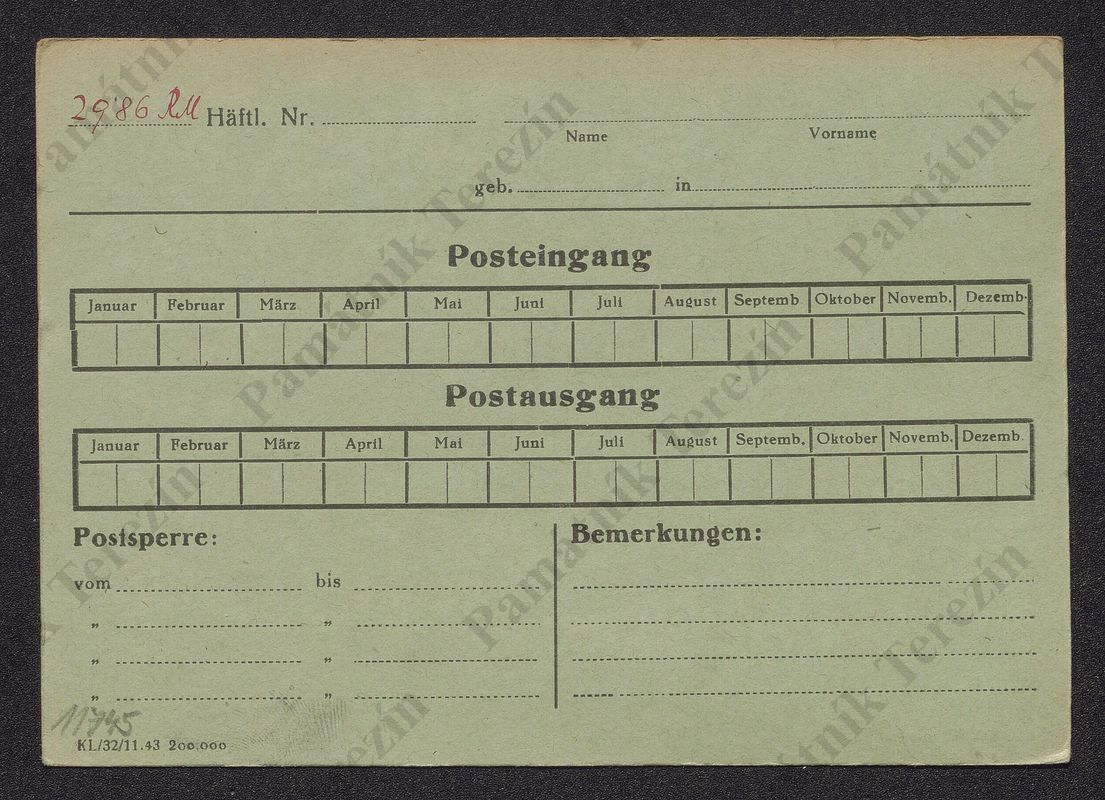 29'86 RM Häftl. Nr.
Name Vorname
geb. in
Posteingang
Januar Februar März April Mai Juni Juli August Septemb. Oktober Novemb. Dezemb.
Postausgang
Januar Februar März April Mai Juni Juli August Septemb. Oktober Novemb. Dezemb.
Postsperre: Bemerkungen:
vom bis
" "
" "
" "
11745
KL/32/11.43 200.000
Památník Terezín